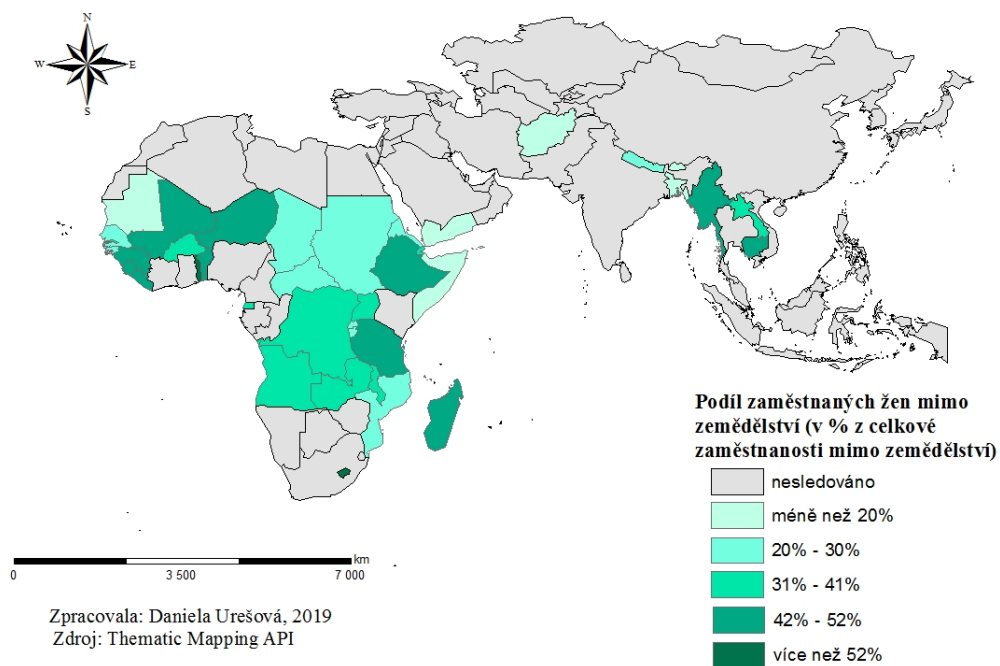 N
W
E
S
Podíl zaměstnaných žen mimo
zemědělství (v % z celkové
zaměstnanosti mimo zemědělství)
nesledováno
méně než 20%
20% - 30%
31% - 41%
42% - 52%
více než 52%
km
0
3 500
7 000
Zpracovala: Daniela Urešová, 2019
Zdroj: Thematic Mapping API